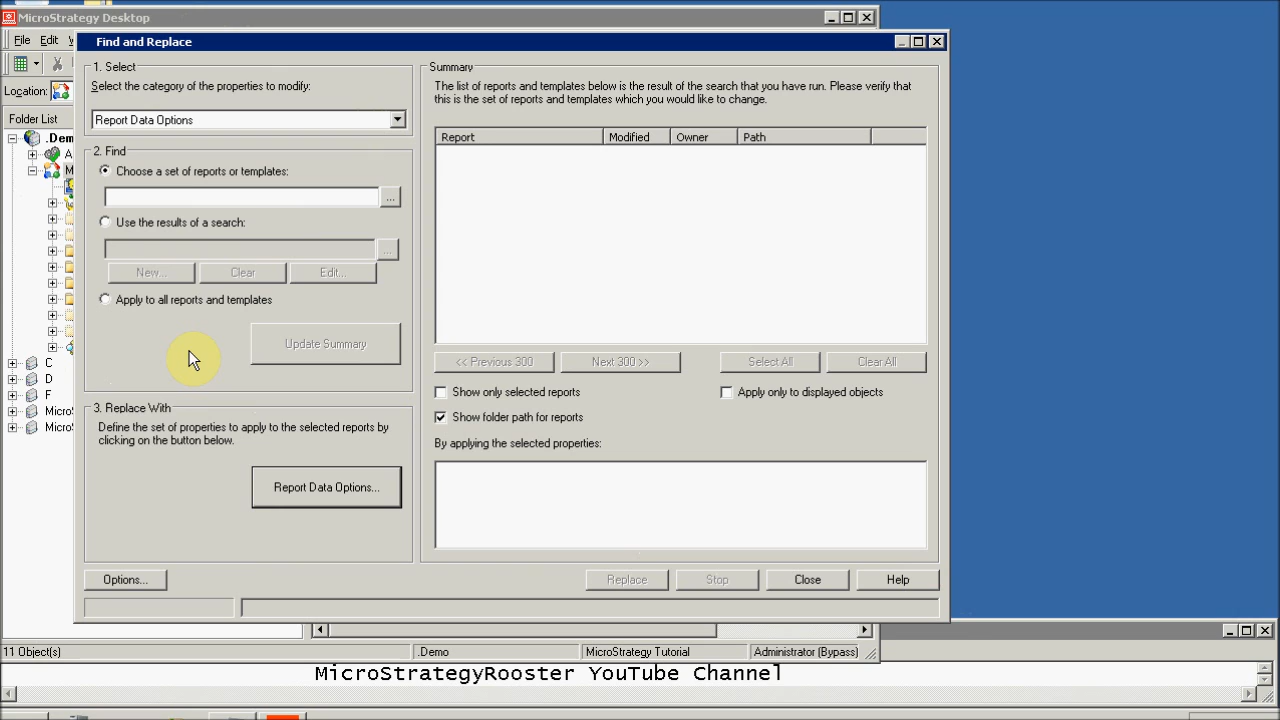 MicroStrategy Desktop
File Edit
Location:
Folder List
.Dem
A
M
C
D
F
MicroSt
MicroSt
11 Object(s)
.Demo
MicroStrategy Tutorial
Administrator (Bypass)
Find and Replace
1. Select
Select the category of the properties to modify:
Report Data Options
2. Find
Choose a set of reports or templates:
...
Use the results of a search:
...
New... Clear Edit...
Apply to all reports and templates
Update Summary
3. Replace With
Define the set of properties to apply to the selected reports by
clicking on the button below.
Report Data Options...
Options...
Summary
The list of reports and templates below is the result of the search that you have run. Please verify that
this is the set of reports and templates which you would like to change.
Report Modified Owner Path
<< Previous 300 Next 300 >> Select All Clear All
Show only selected reports Apply only to displayed objects
Show folder path for reports
By applying the selected properties:
Replace Stop Close Help
MicroStrategyRooster YouTube Channel